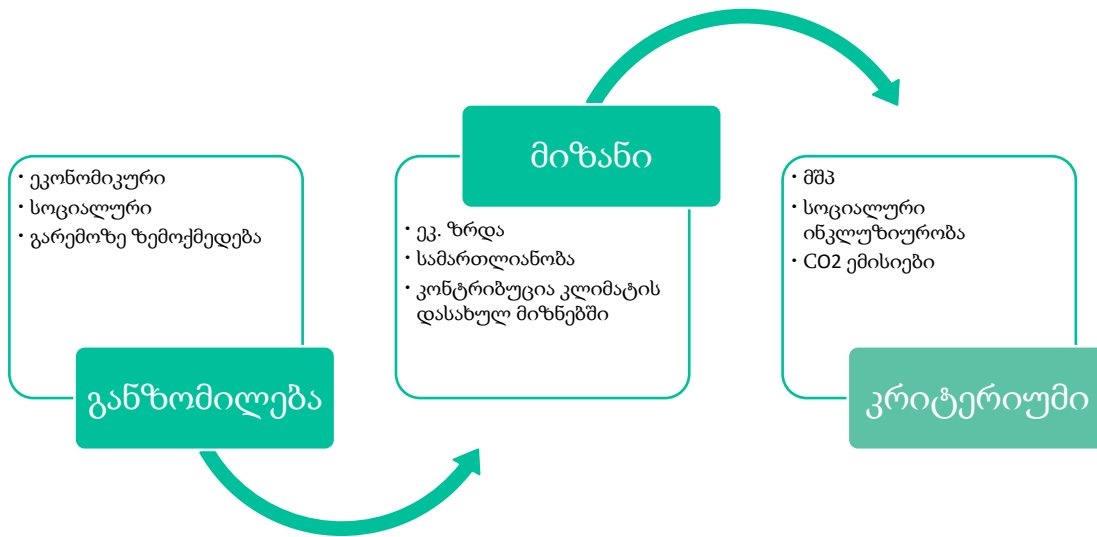 • ეკონომიკური
• სოციალური
• გარემოზე ზემოქმედება
განზომილება
მიზანი
• ეკ. ზრდა
• სამართლიანობა
• კონტრიბუცია კლიმატის
დასახულ მიზნებში
• მშპ
• სოციალური
ინკლუზიურობა
• CO2 ემისიები
კრიტერიუმი